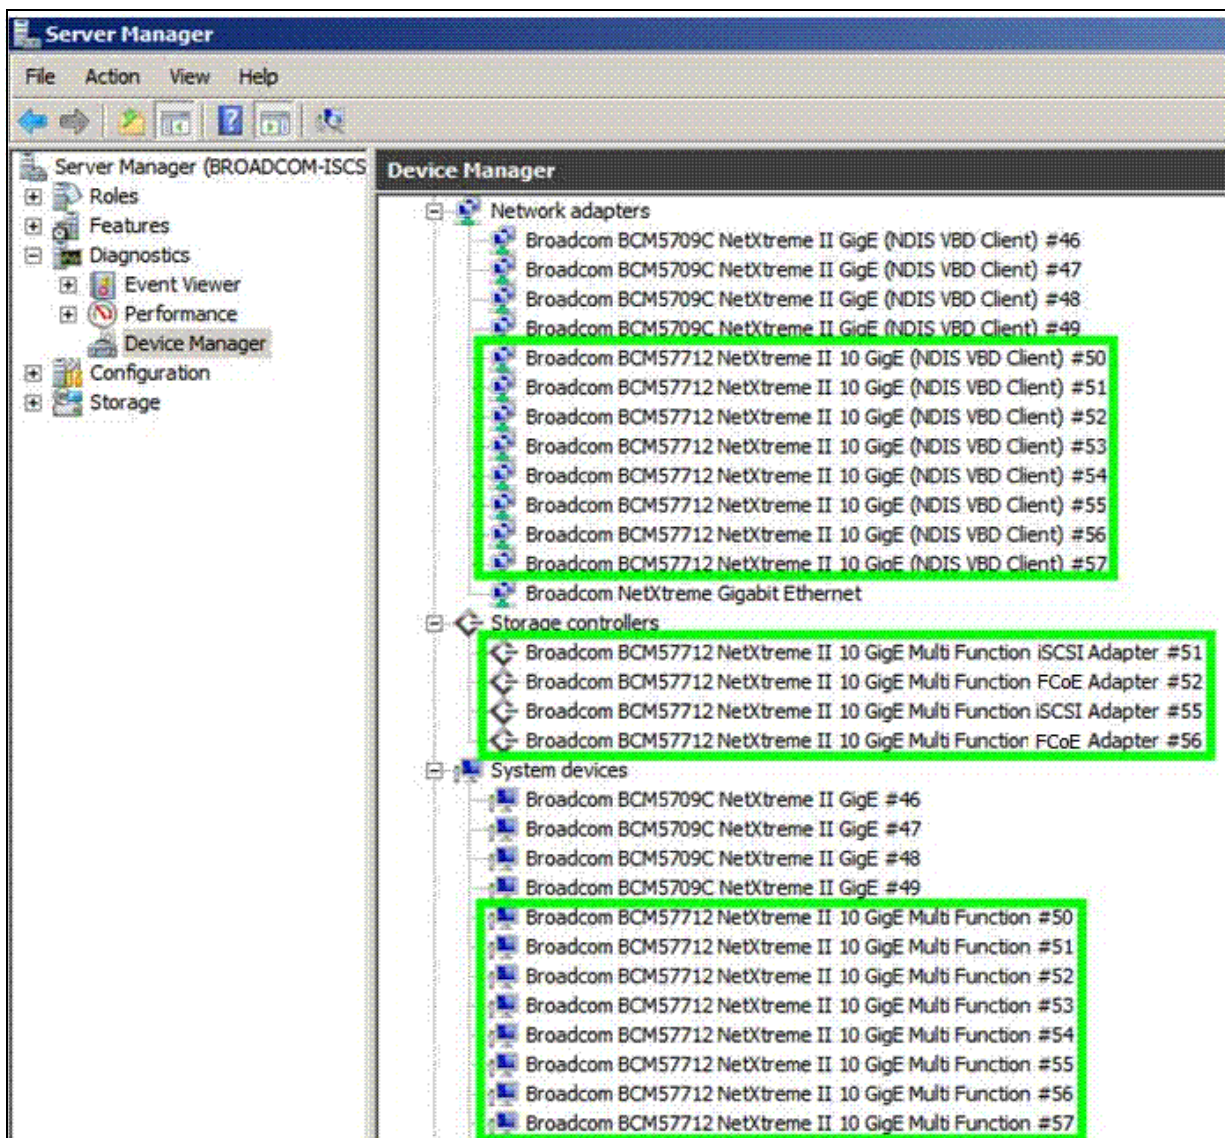 Server Manager
File Action View Help
Server Manager (BROADCOM-ISCS
Roles
Features
Diagnostics
Event Viewer
Performance
Device Manager
Configuration
Storage
Device Manager
Network adapters
Broadcom BCM5709C NetXtreme II GigE (NDIS VBD Client) #46
Broadcom BCM5709C NetXtreme II GigE (NDIS VBD Client) #47
Broadcom BCM5709C NetXtreme II GigE (NDIS VBD Client) #48
Broadcom BCM5709C NetXtreme II GigE (NDIS VBD Client) #49
Broadcom BCM57712 NetXtreme II 10 GigE (NDIS VBD Client) #50
Broadcom BCM57712 NetXtreme II 10 GigE (NDIS VBD Client) #51
Broadcom BCM57712 NetXtreme II 10 GigE (NDIS VBD Client) #52
Broadcom BCM57712 NetXtreme II 10 GigE (NDIS VBD Client) #53
Broadcom BCM57712 NetXtreme II 10 GigE (NDIS VBD Client) #54
Broadcom BCM57712 NetXtreme II 10 GigE (NDIS VBD Client) #55
Broadcom BCM57712 NetXtreme II 10 GigE (NDIS VBD Client) #56
Broadcom BCM57712 NetXtreme II 10 GigE (NDIS VBD Client) #57
Broadcom NetXtreme Gigabit Ethernet
Storage controllers
Broadcom BCM57712 NetXtreme II 10 GigE Multi Function iSCSI Adapter #51
Broadcom BCM57712 NetXtreme II 10 GigE Multi Function FCoE Adapter #52
Broadcom BCM57712 NetXtreme II 10 GigE Multi Function iSCSI Adapter #55
Broadcom BCM57712 NetXtreme II 10 GigE Multi Function FCoE Adapter #56
System devices
Broadcom BCM5709C NetXtreme II GigE #46
Broadcom BCM5709C NetXtreme II GigE #47
Broadcom BCM5709C NetXtreme II GigE #48
Broadcom BCM5709C NetXtreme II GigE #49
Broadcom BCM57712 NetXtreme II 10 GigE Multi Function #50
Broadcom BCM57712 NetXtreme II 10 GigE Multi Function #51
Broadcom BCM57712 NetXtreme II 10 GigE Multi Function #52
Broadcom BCM57712 NetXtreme II 10 GigE Multi Function #53
Broadcom BCM57712 NetXtreme II 10 GigE Multi Function #54
Broadcom BCM57712 NetXtreme II 10 GigE Multi Function #55
Broadcom BCM57712 NetXtreme II 10 GigE Multi Function #56
Broadcom BCM57712 NetXtreme II 10 GigE Multi Function #57